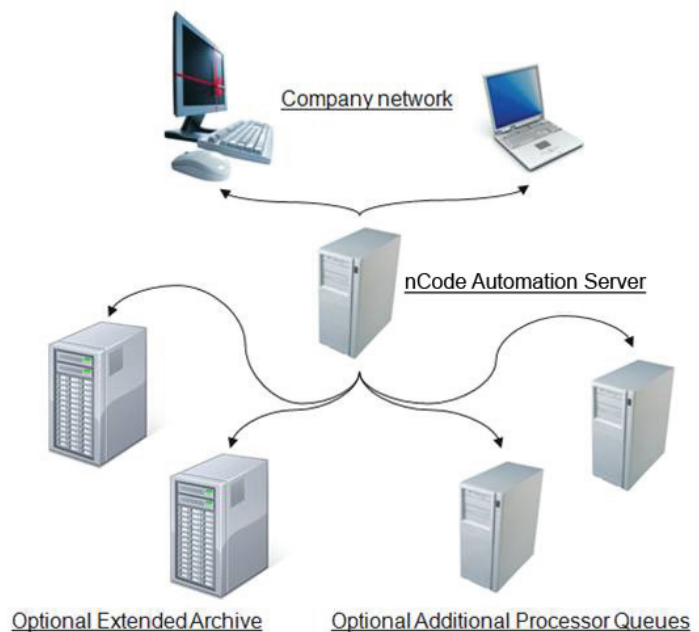 Company network
nCode Automation Server
Optional Extended Archive
Optional Additional Processor Queues